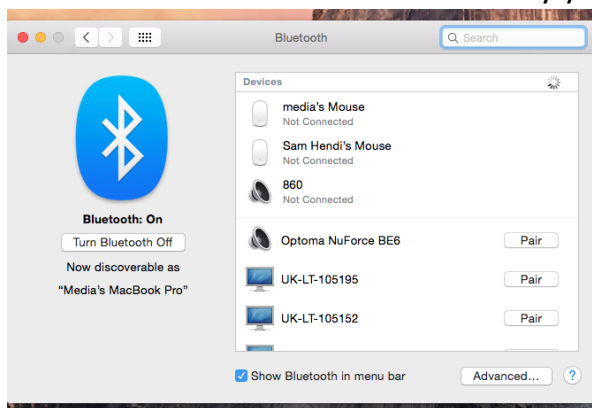 Bluetooth
Search
Devices
media's Mouse
Not Connected
Sam Hendi's Mouse
Not Connected
860
Not Connected
Optoma NuForce BE6 Pair
UK-LT-105195 Pair
UK-LT-105152 Pair
Bluetooth: On
Turn Bluetooth Off
Now discoverable as
“Media's MacBook Pro”
Show Bluetooth in menu bar
Advanced... ?